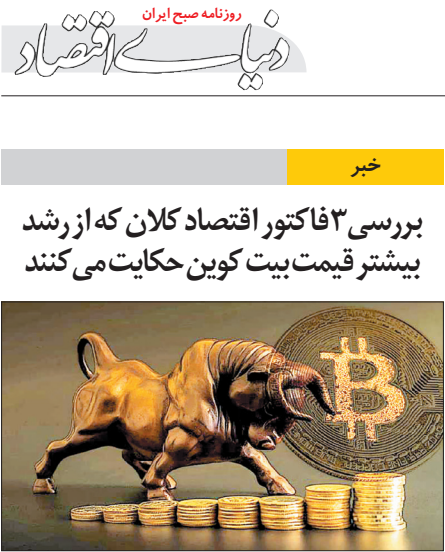 روزنامه صبح ایران
دنیای اقتصاد
خبر
بررسی ۳ فاکتور اقتصاد کلان که از رشد
بیشتر قیمت بیت کوین حکایت می‌کنند